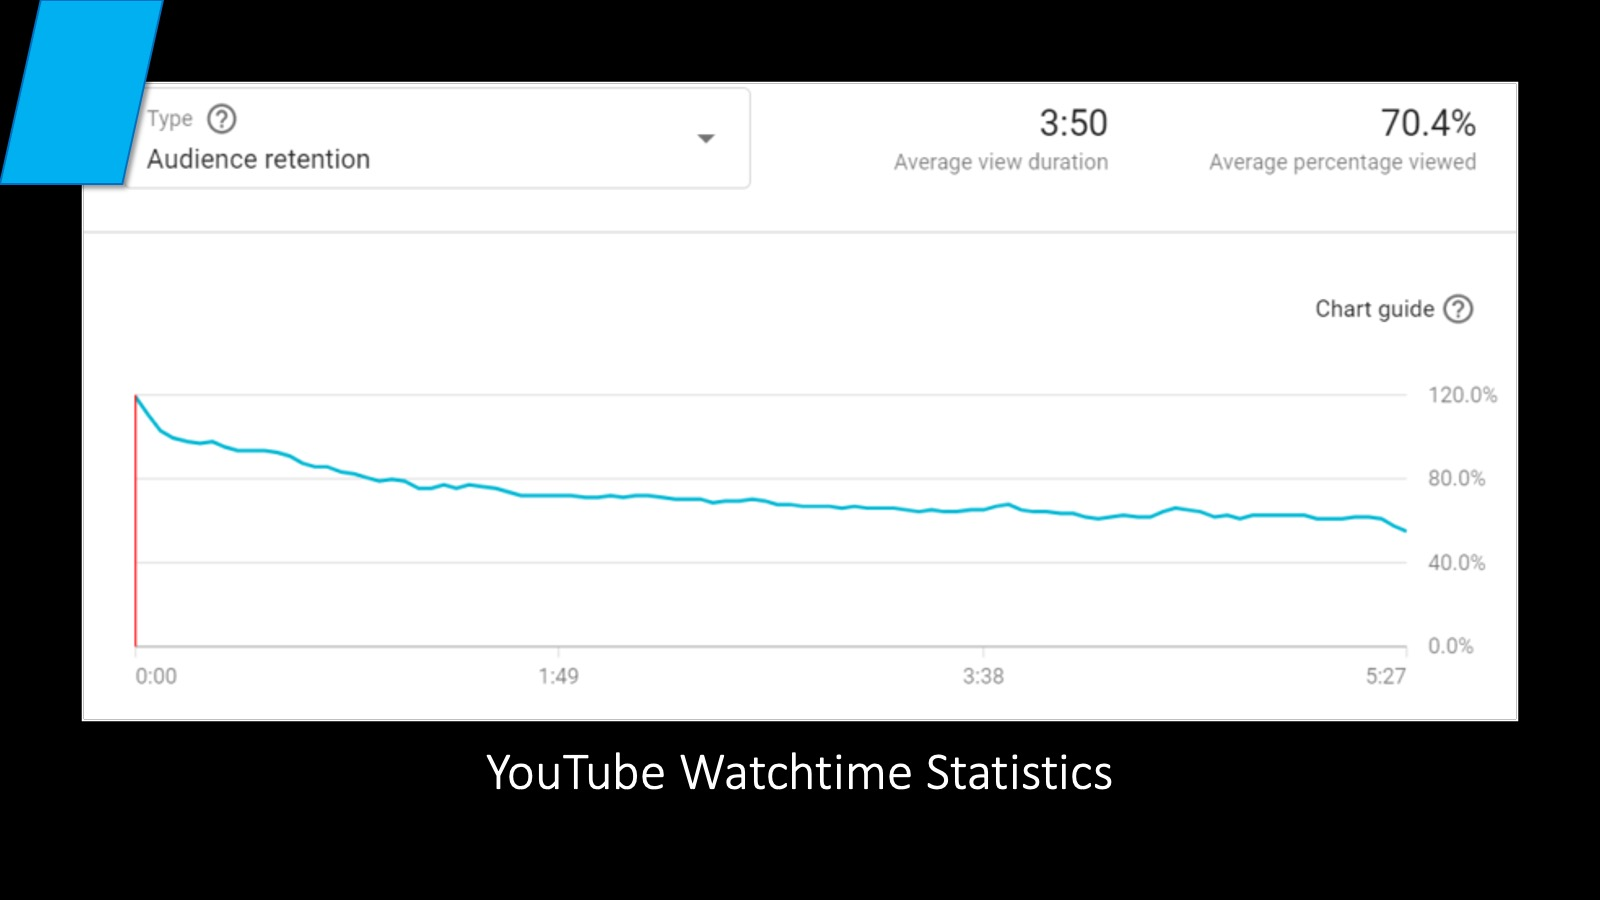 Type
Audience retention
3:50
Average view duration
70.4%
Average percentage viewed
Chart guide
120.0%
80.0%
40.0%
0.0%
0:00 1:49 3:38 5:27
YouTube Watchtime Statistics